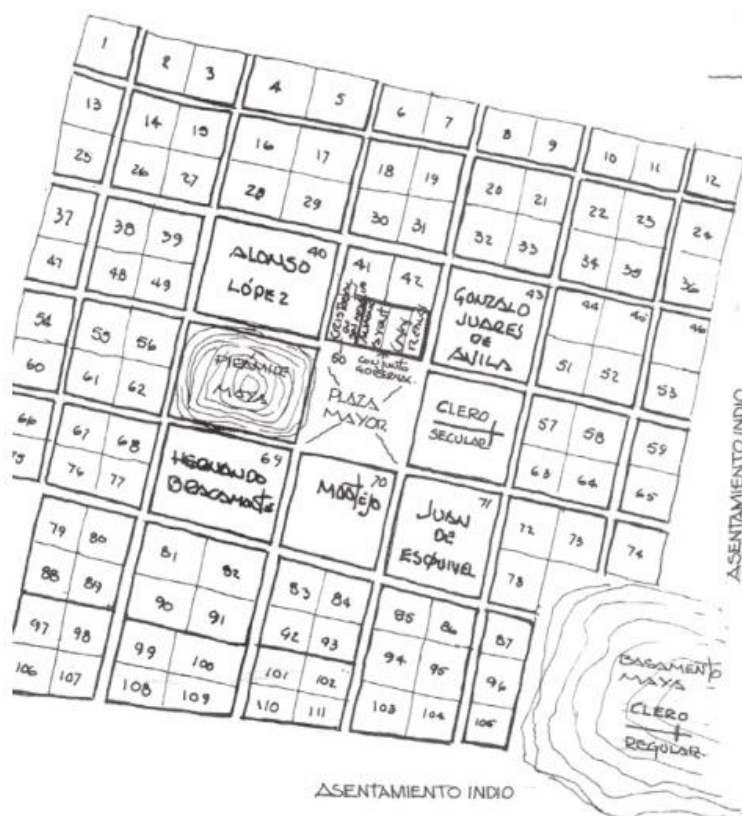 1 2 3 4 5 6 7 8 9 10 11 12
13 14 15 16 17 18 19 20 21 22 23 24
25 26 27 28 29 30 31 32 33 34 35 36
37 38 39 40 41 42 43 44 45 46
ALONSO
LÓPEZ
GONZALO
JUARES
DE
AVILA
47 48 49 51 52 53
54 55 56 57 58 59
PIRAMIDE
MAYA
CONJUNTO
GOBERNAL.
PLAZA
MAYOR
CLERO
SECULAR
60 61 62 63 64 65
66 67 68 69 70 71 72 73 74
HERNANDO
BRACAMONTE
MONTEJO
JUAN
DE
ESQUIVEL
75 76 77 78
79 80 81 82 83 84 85 86 87
88 89 90 91 92 93 94 95 96
97 98 99 100 101 102 103 104 105
106 107 108 109 110 111
BASAMENTO
MAYA
CLERO
REGULAR
ASENTAMIENTO INDIO
ASENTAMIENTO INDIO